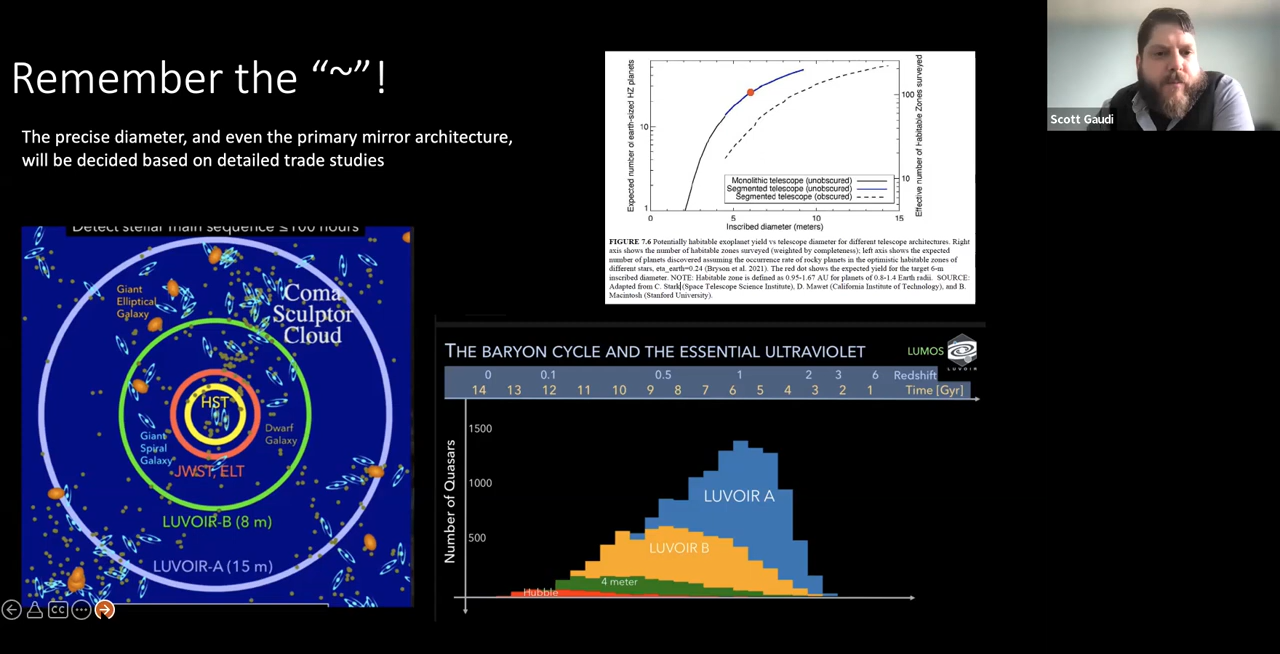 Remember the “~”!
The precise diameter, and even the primary mirror architecture,
will be decided based on detailed trade studies
Scott Gaudi
Expected number of earth-sized HZ planets
10
1
100
10
Effective number of Habitable Zones surveyed
Monolithic telescope (unobscured)
Segmented telescope (unobscured)
Segmented telescope (obscured)
0 5 10 15
Inscribed diameter (meters)
FIGURE 7.6 Potentially habitable exoplanet yield vs telescope diameter for different telescope architectures. Right
axis shows the number of habitable zones surveyed (weighted by completeness); left axis shows the expected
number of planets discovered assuming the occurrence rate of rocky planets in the optimistic habitable zones of
different stars, eta_earth=0.24 (Bryson et al. 2021). The red dot shows the expected yield for the target 6-m
inscribed diameter. NOTE: Habitable zone is defined as 0.95-1.67 AU for planets of 0.8-1.4 Earth radii. SOURCE:
Adapted from C. Stark (Space Telescope Science Institute), D. Mawet (California Institute of Technology), and B.
Macintosh (Stanford University).
Detect stellar main sequence ≤100 hours
Giant
Elliptical
Galaxy
Coma
Sculptor
Cloud
HST
Giant
Spiral
Galaxy
Dwarf
Galaxy
JWST, ELT
LUVOIR-B (8 m)
LUVOIR-A (15 m)
CC
THE BARYON CYCLE AND THE ESSENTIAL ULTRAVIOLET
LUMOS
LUVOIR
0 0.1 0.5 1 2 3 6 Redshift
14 13 12 11 10 9 8 7 6 5 4 3 2 1 Time [Gyr]
Number of Quasars
1500
1000
500
LUVOIR A
LUVOIR B
4 meter
Hubble